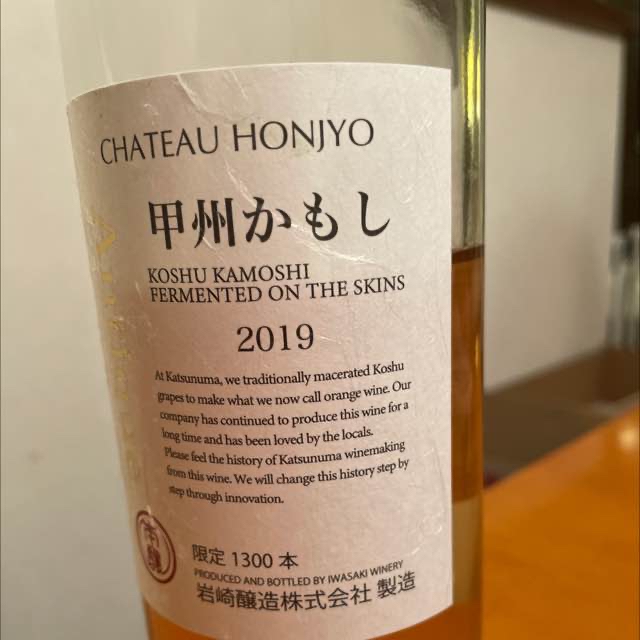 CHATEAU HONJYO
甲州かもし
KOSHU KAMOSHI
FERMENTED ON THE SKINS
2019
At Katsunuma, we traditionally macerated Koshu
grapes to make what we now call orange wine. Our
company has continued to produce this wine for a
long time and has been loved by the locals.
Please feel the history of Katsunuma winemaking
from this wine. We will change this history step by
step through innovation.
限定 1300 本
PRODUCED AND BOTTLED BY IWASAKI WINERY
岩崎醸造株式会社 製造